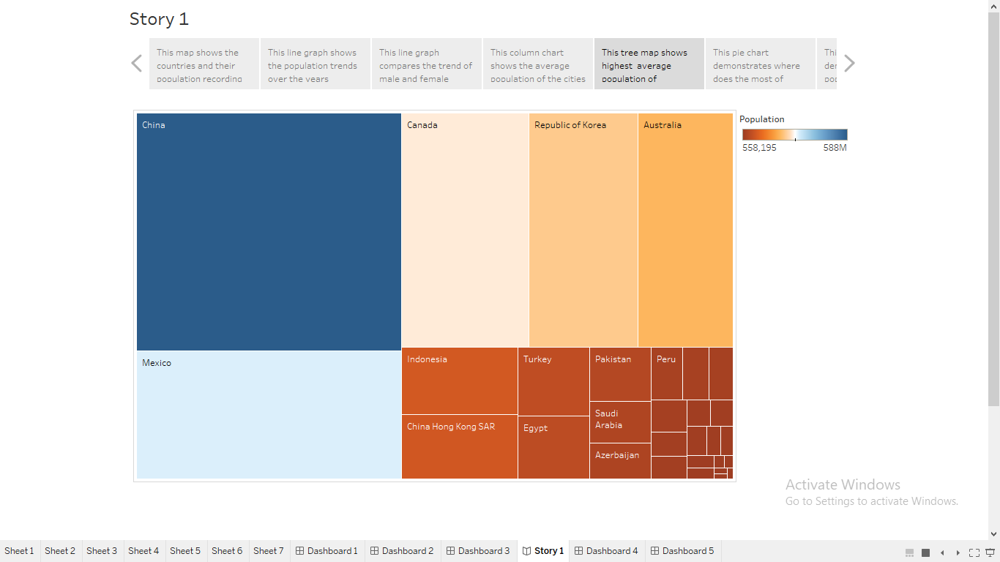 Story 1
This map shows the
countries and their
population recording
This line graph shows
the population trends
over the years
This line graph
compares the trend of
male and female
This column chart
shows the average
population of the cities
This tree map shows
highest average
population of
This pie chart
demonstrates where
does the most of
China
Canada
Republic of Korea
Australia
Population
558,195 588M
Mexico
Indonesia
Turkey
Pakistan
Peru
Saudi
Arabia
China Hong Kong SAR
Egypt
Azerbaijan
Activate Windows
Go to Settings to activate Windows.
Sheet 1 Sheet 2 Sheet 3 Sheet 4 Sheet 5 Sheet 6 Sheet 7 Dashboard 1 Dashboard 2 Dashboard 3 Story 1 Dashboard 4 Dashboard 5